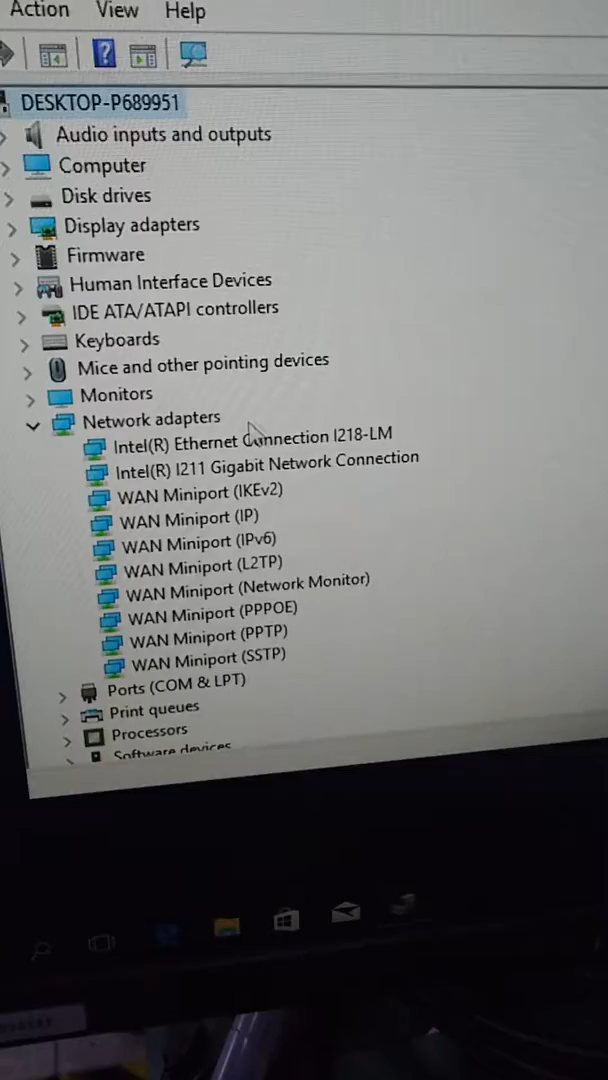 Action View Help
DESKTOP-P689951
Audio inputs and outputs
Computer
Disk drives
Display adapters
Firmware
Human Interface Devices
IDE ATA/ATAPI controllers
Keyboards
Mice and other pointing devices
Monitors
Network adapters
Intel(R) Ethernet Connection I218-LM
Intel(R) I211 Gigabit Network Connection
WAN Miniport (IKEv2)
WAN Miniport (IP)
WAN Miniport (IPv6)
WAN Miniport (L2TP)
WAN Miniport (Network Monitor)
WAN Miniport (PPPOE)
WAN Miniport (PPTP)
WAN Miniport (SSTP)
Ports (COM & LPT)
Print queues
Processors
Software devices